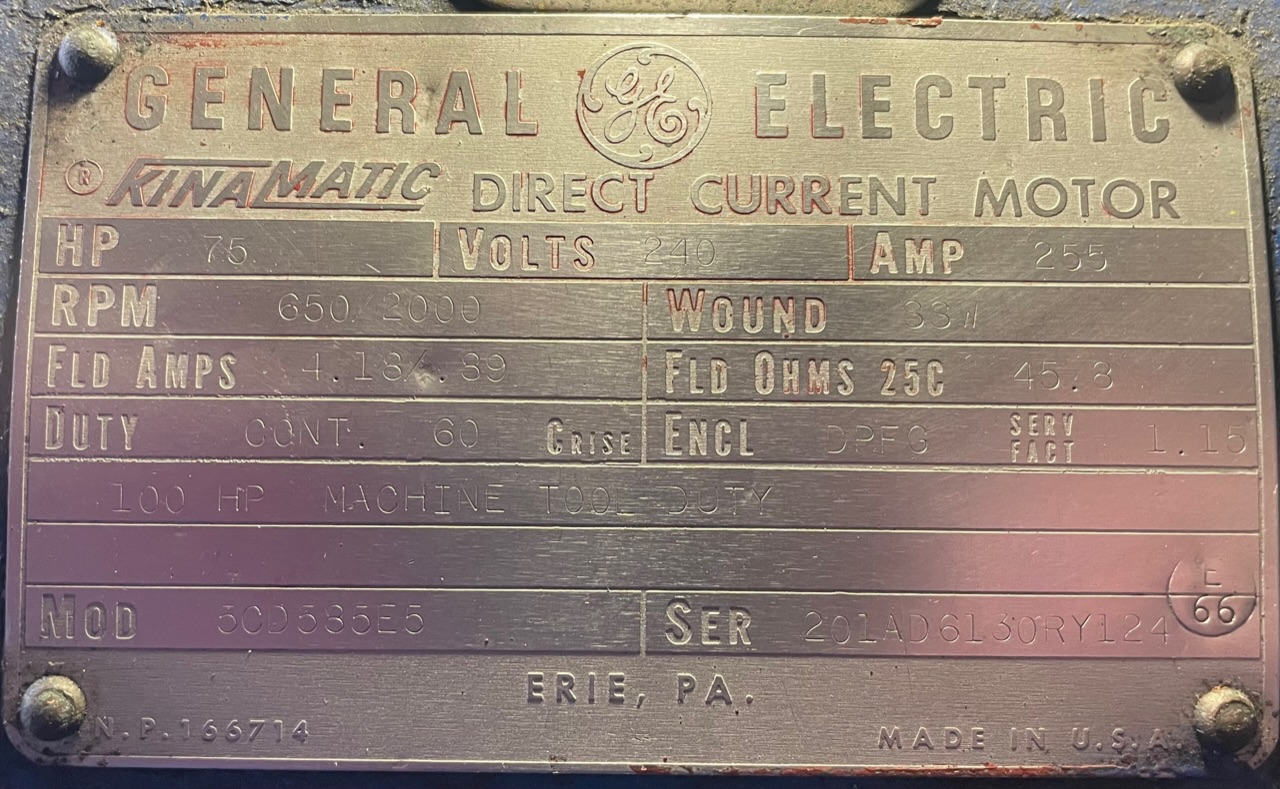 GENERAL GE ELECTRIC
® KINAMATIC DIRECT CURRENT MOTOR
HP 75 VOLTS 240 AMP 255
RPM 650/2000 WOUND
FLD AMPS 4.18/.89 FLD OHMS 25C 45.8
DUTY CONT. 60 C RISE ENCL DPFG SERV FACT 1.15
100 HP MACHINE TOOL DUTY
E
66
MOD 5CD585E5 SER 201AD6130RY124
ERIE, PA.
N.P.166714 MADE IN U.S.A.